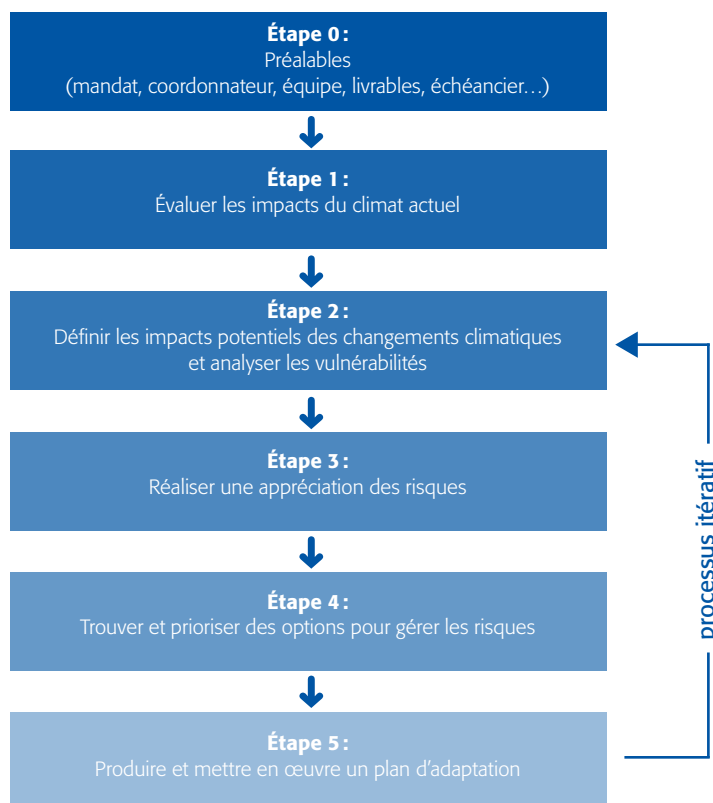 Étape 0 :
Préalables
(mandat, coordonnateur, équipe, livrables, échéancier…)
Étape 1 :
Évaluer les impacts du climat actuel
Étape 2 :
Définir les impacts potentiels des changements climatiques
et analyser les vulnérabilités
Étape 3 :
Réaliser une appréciation des risques
Étape 4 :
Trouver et prioriser des options pour gérer les risques
Étape 5 :
Produire et mettre en œuvre un plan d'adaptation
processus itératif